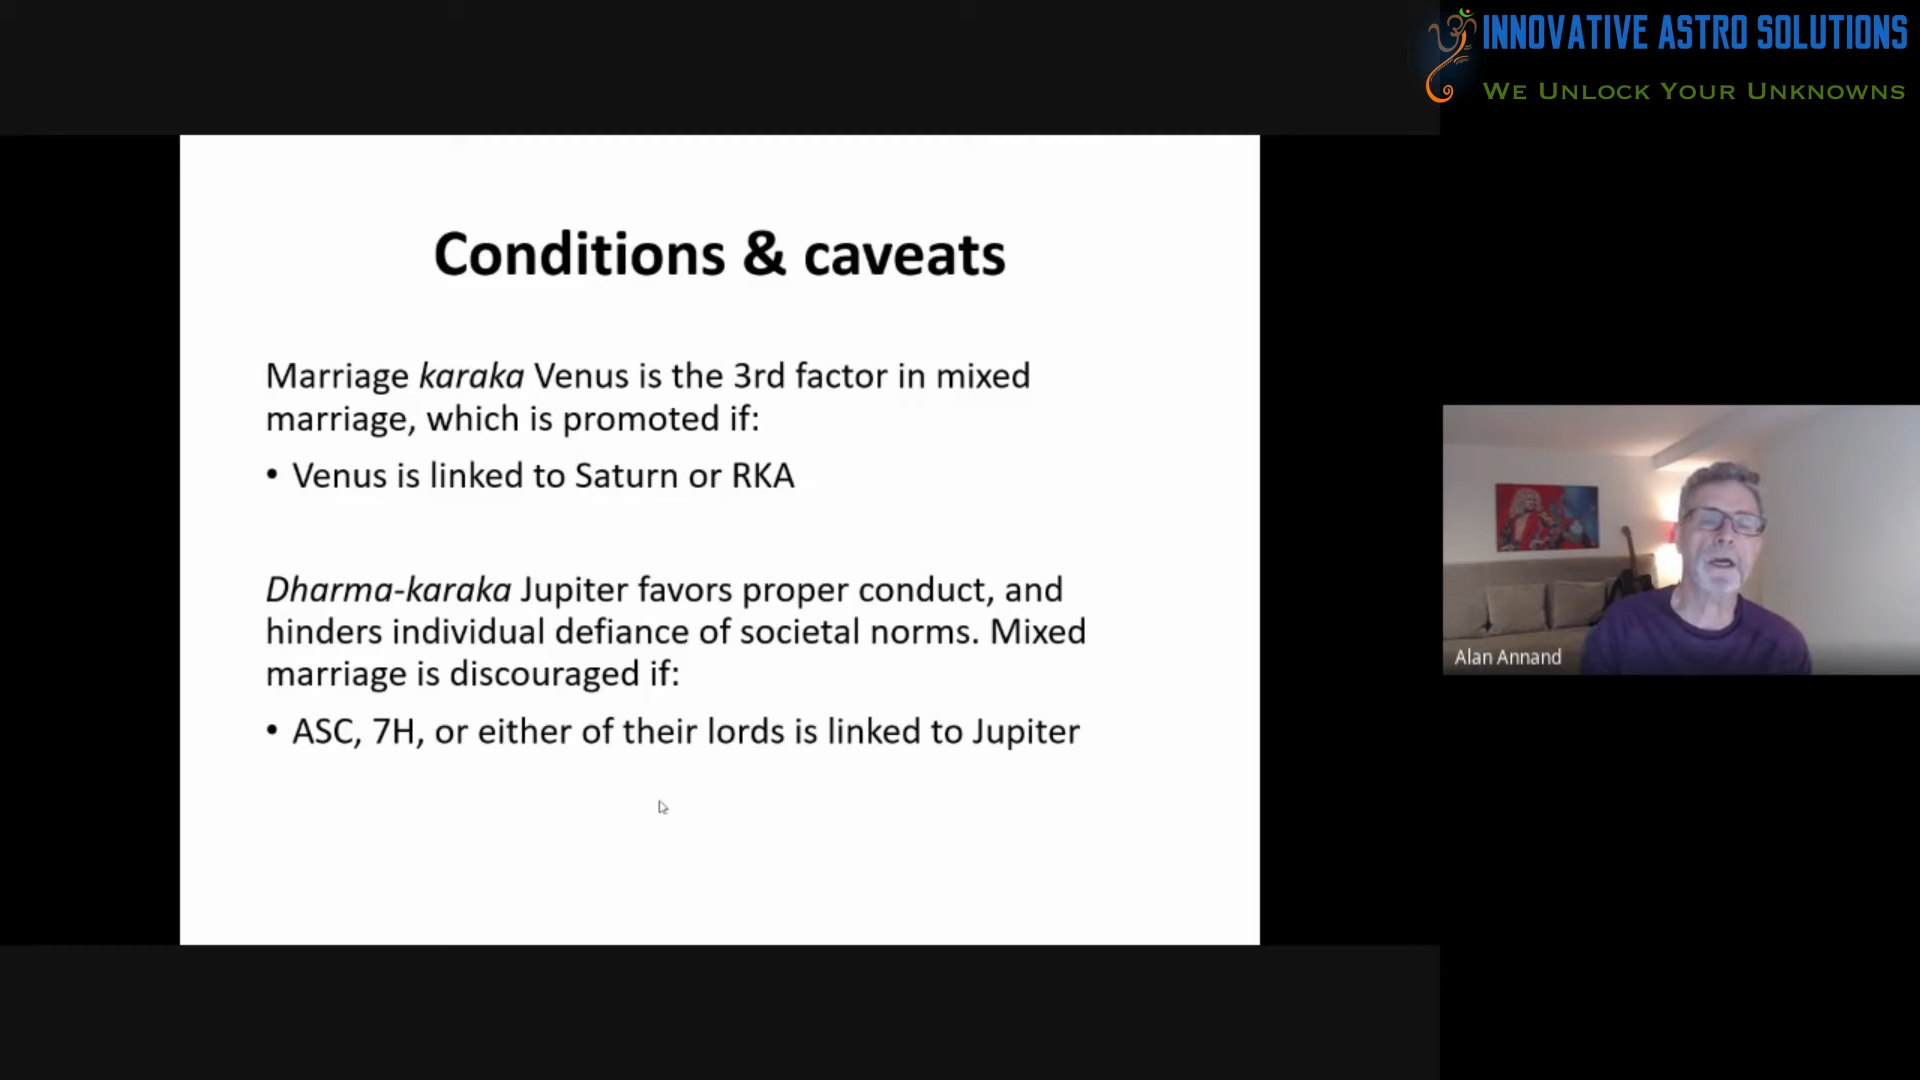 INNOVATIVE ASTRO SOLUTIONS
WE UNLOCK YOUR UNKNOWNS
Conditions & caveats
Marriage karaka Venus is the 3rd factor in mixed
marriage, which is promoted if:
• Venus is linked to Saturn or RKA
Dharma-karaka Jupiter favors proper conduct, and
hinders individual defiance of societal norms. Mixed
marriage is discouraged if:
• ASC, 7H, or either of their lords is linked to Jupiter
Alan Annand